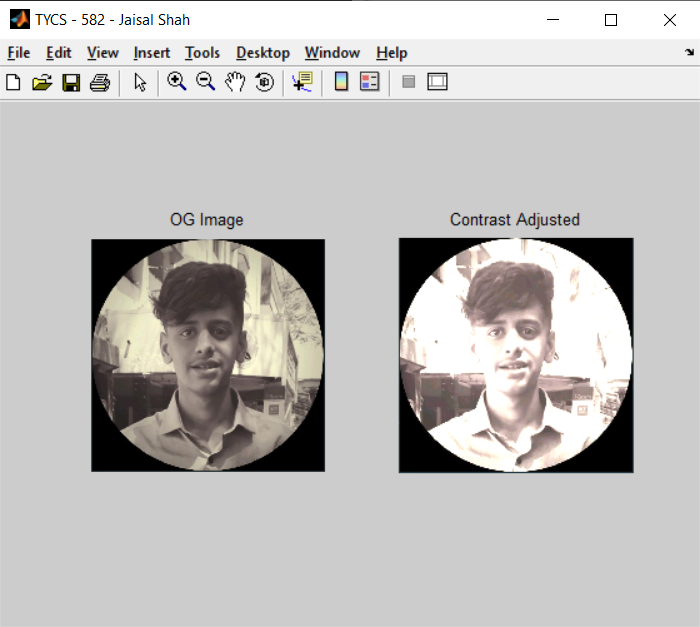 TYCS - 582 - Jaisal Shah
File Edit View Insert Tools Desktop Window Help
OG Image
Contrast Adjusted